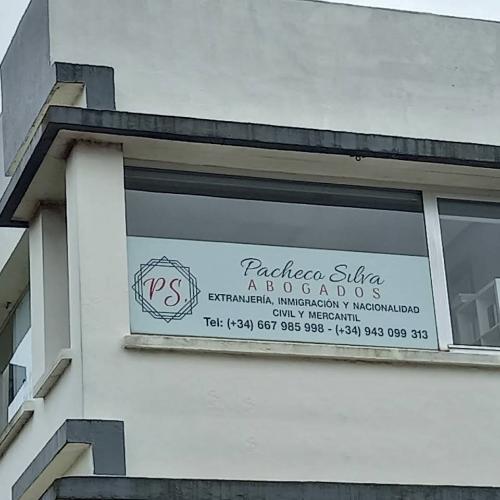 PS.
Pacheco Silva
ABOGADOS
EXTRANJERÍA, INMIGRACIÓN Y NACIONALIDAD
CIVIL Y MERCANTIL
Tel: (+34) 667 985 998 - (+34) 943 099 313